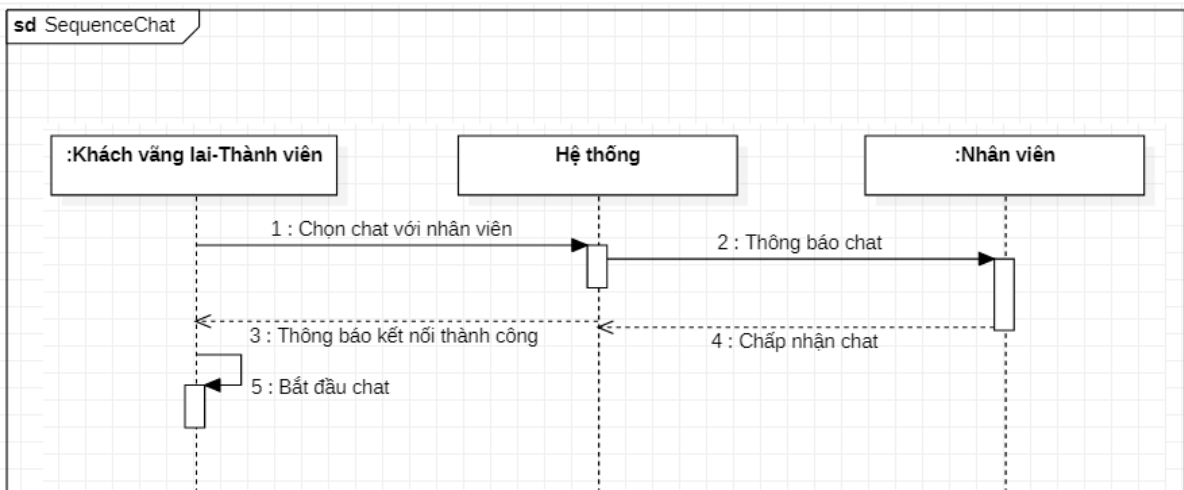 sd SequenceChat
:Khách vãng lai-Thành viên
Hệ thống
:Nhân viên
1 : Chọn chat với nhân viên
2 : Thông báo chat
3 : Thông báo kết nối thành công
4 : Chấp nhận chat
5 : Bắt đầu chat